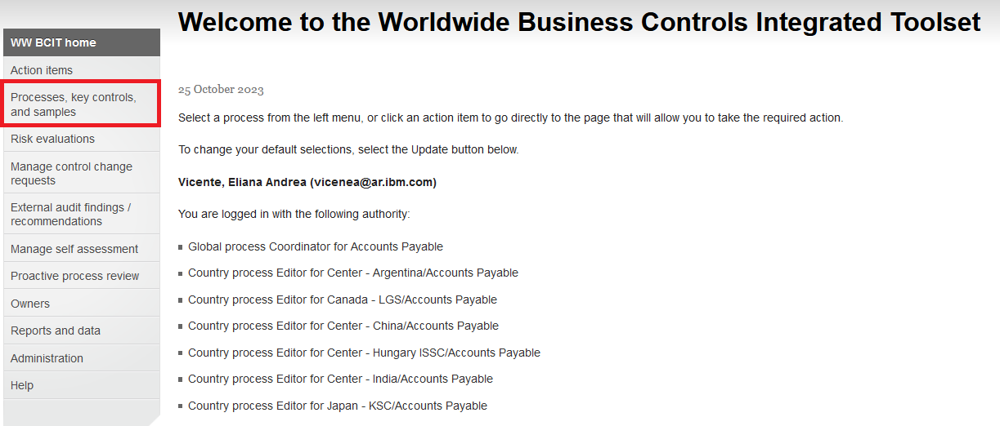 Welcome to the Worldwide Business Controls Integrated Toolset
WW BCIT home
Action items
Processes, key controls,
and samples
Risk evaluations
Manage control change
requests
External audit findings /
recommendations
Manage self assessment
Proactive process review
Owners
Reports and data
Administration
Help
25 October 2023
Select a process from the left menu, or click an action item to go directly to the page that will allow you to take the required action.
To change your default selections, select the Update button below.
Vicente, Eliana Andrea (vicenea@ar.ibm.com)
You are logged in with the following authority:
Global process Coordinator for Accounts Payable
Country process Editor for Center - Argentina/Accounts Payable
Country process Editor for Canada - LGS/Accounts Payable
Country process Editor for Center - China/Accounts Payable
Country process Editor for Center - Hungary ISSC/Accounts Payable
Country process Editor for Center - India/Accounts Payable
Country process Editor for Japan - KSC/Accounts Payable